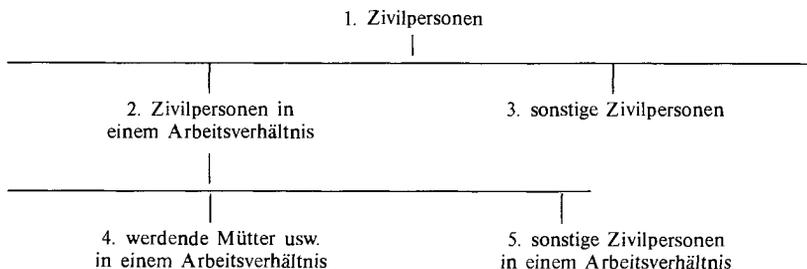 1. Zivilpersonen
2. Zivilpersonen in
einem Arbeitsverhältnis
3. sonstige Zivilpersonen
4. werdende Mütter usw.
in einem Arbeitsverhältnis
5. sonstige Zivilpersonen
in einem Arbeitsverhältnis